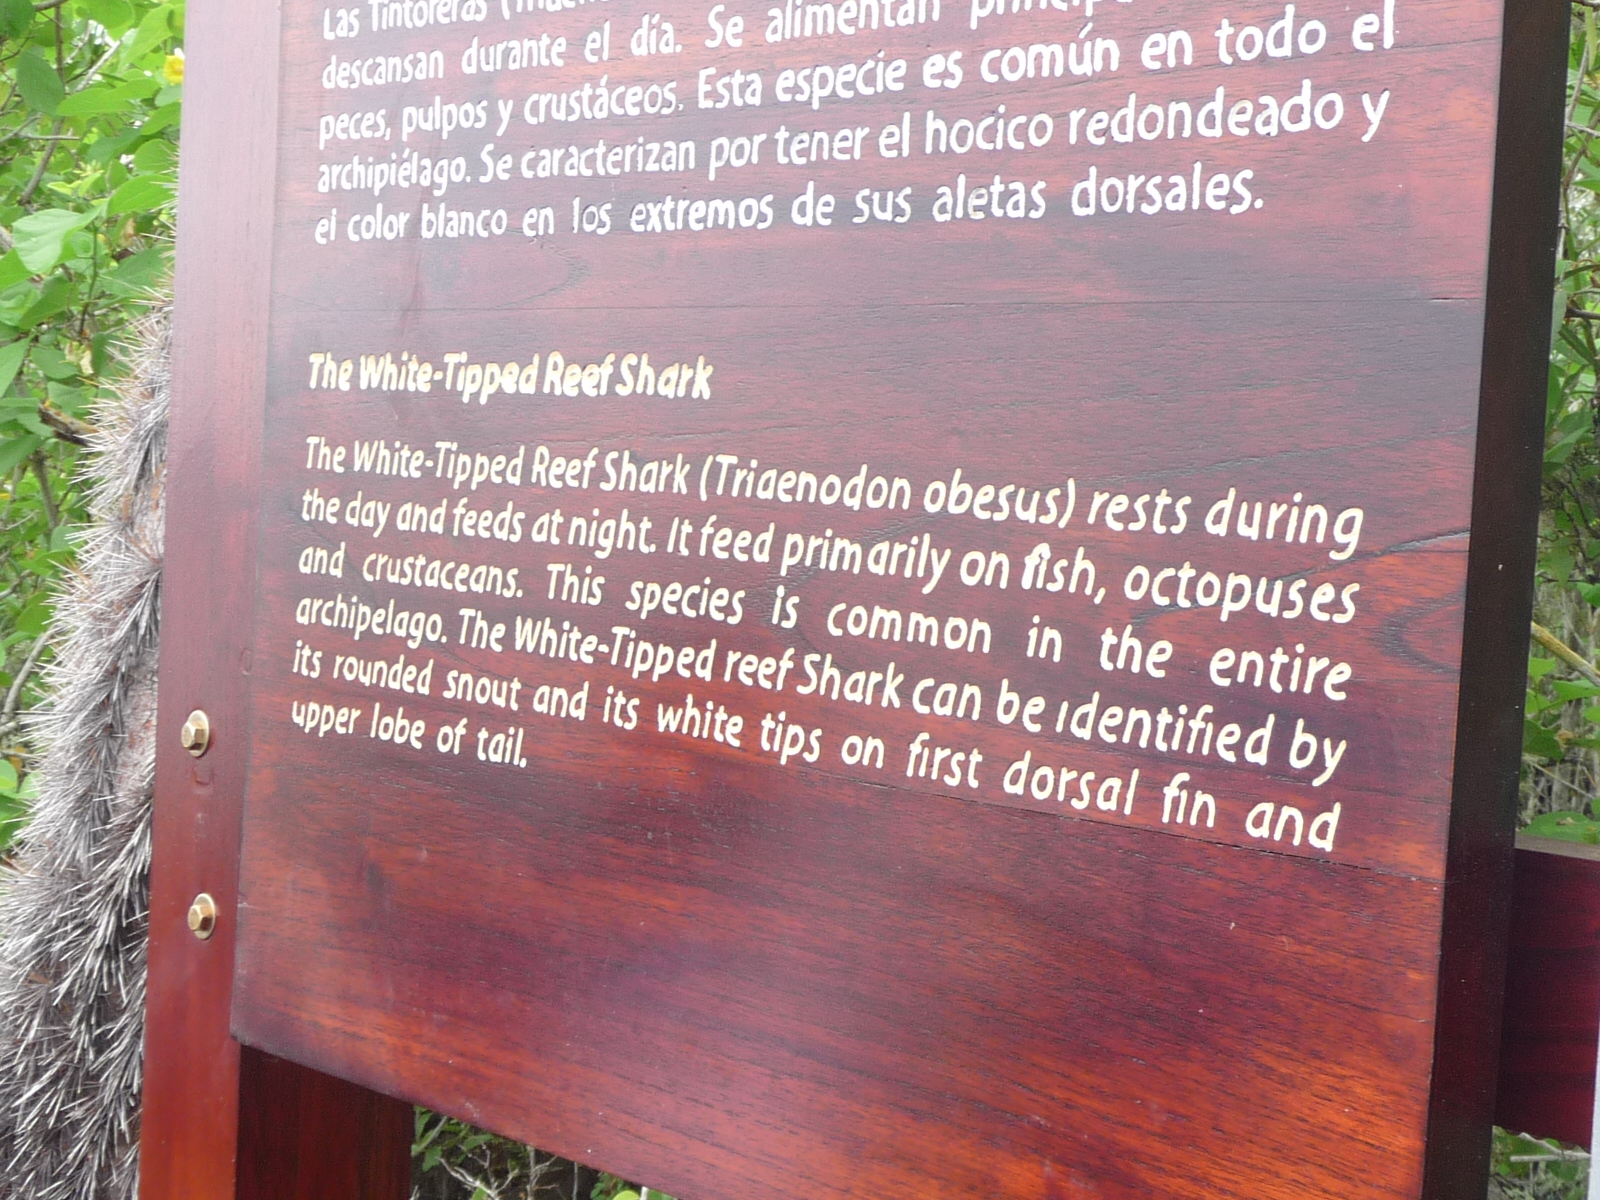 Las Tintoreras
descansan durante el día. Se alimentan
peces, pulpos y crustáceos. Esta especie es común en todo el
archipiélago. Se caracterizan por tener el hocico redondeado y
el color blanco en los extremos de sus aletas dorsales.
The White-Tipped Reef Shark
The White-Tipped Reef Shark (Triaenodon obesus) rests during
the day and feeds at night. It feed primarily on fish, octopuses
and crustaceans. This species is common in the entire
archipelago. The White-Tipped reef Shark can be identified by
its rounded snout and its white tips on first dorsal fin and
upper lobe of tail.